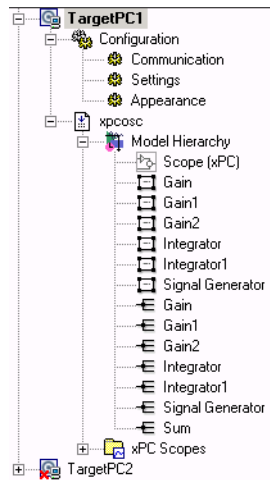 TargetPC1
Configuration
Communication
Settings
Appearance
xpcosc
Model Hierarchy
Scope (xPC)
Gain
Gain1
Gain2
Integrator
Integrator1
Signal Generator
Gain
Gain1
Gain2
Integrator
Integrator1
Signal Generator
Sum
xPC Scopes
TargetPC2